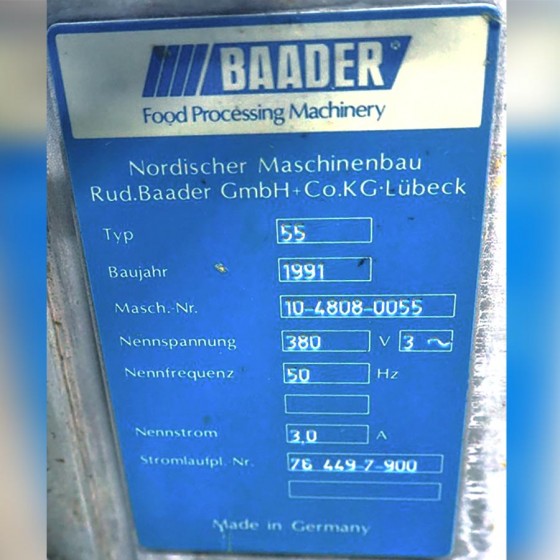 BAADER®
Food Processing Machinery
Nordischer Maschinenbau
Rud.Baader GmbH+Co.KG·Lübeck
Typ 55
Baujahr 1991
Masch.-Nr. 10-4808-0055
Nennspannung 380 V 3 ~
Nennfrequenz 50 Hz
Nennstrom 3,0 A
Stromlaufpl. Nr. 76 449-7-900
Made in Germany